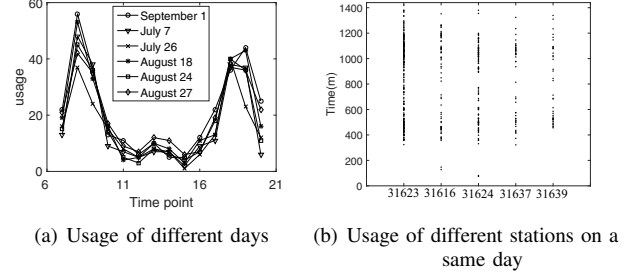 60
40
20
0
usage
6
11
16
21
Time point
September 1
July 7
July 26
August 18
August 24
August 27
(a) Usage of different days
1400
1200
1000
800
600
400
200
0
Time(m)
31623 31616 31624 31637 31639
(b) Usage of different stations on a
same day